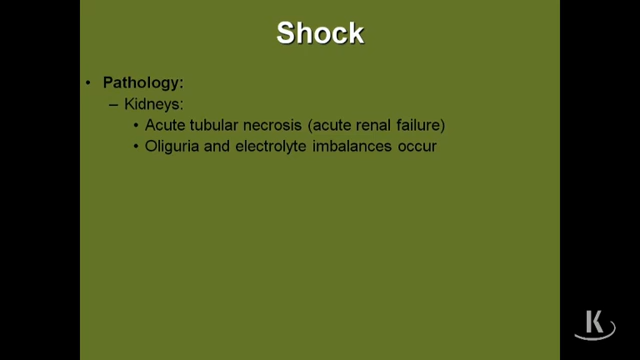 Shock
• Pathology:
– Kidneys:
• Acute tubular necrosis (acute renal failure)
• Oliguria and electrolyte imbalances occur
K